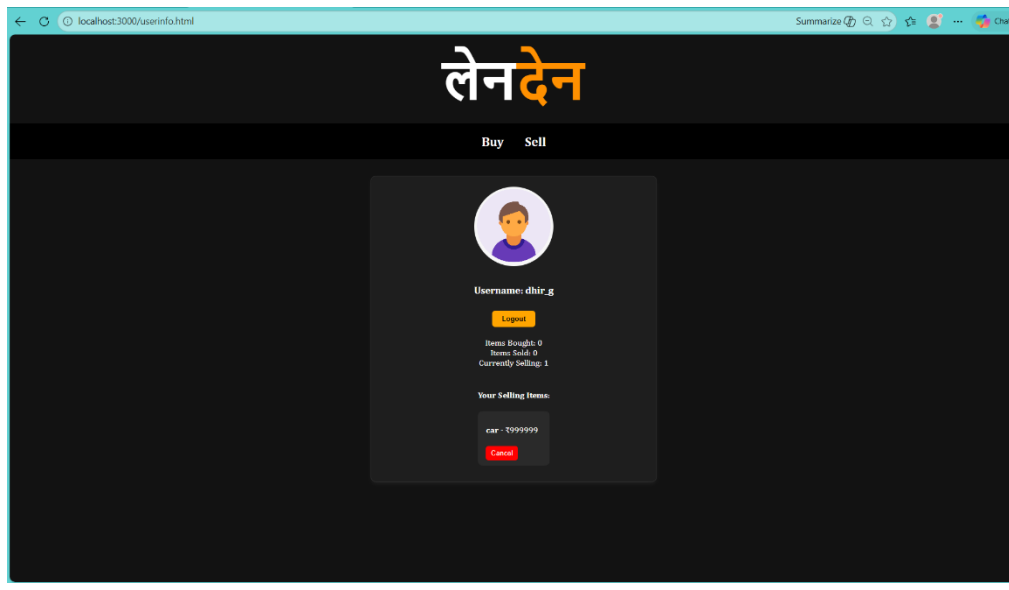 localhost:3000/userinfo.html
Summarize
Chat
लेनदेन
Buy Sell
Username: dhir_g
Logout
Items Bought: 0
Items Sold: 0
Currently Selling: 1
Your Selling Items:
car - ₹999999
Cancel